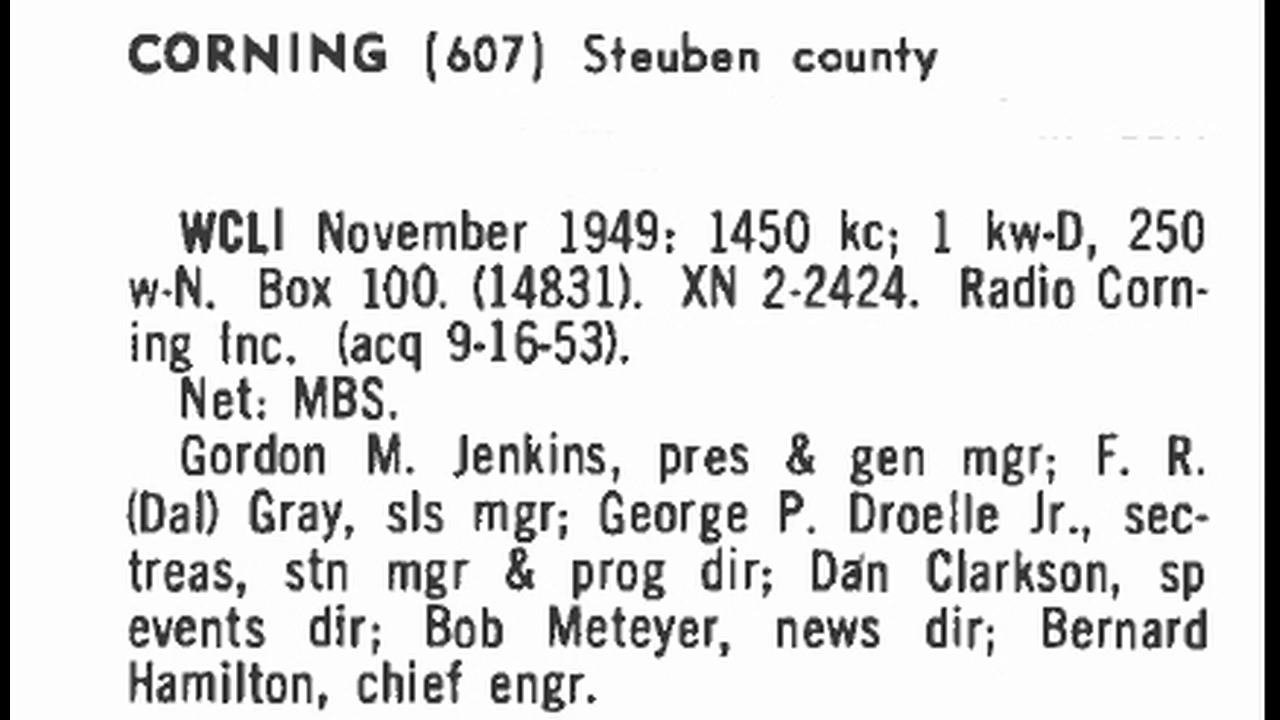 CORNING (607) Steuben county
WCLI November 1949: 1450 kc; 1 kw-D, 250
w-N. Box 100. (14831). XN 2-2424. Radio Corn-
ing Inc. (acq 9-16-53).
Net: MBS.
Gordon M. Jenkins, pres & gen mgr; F. R.
(Dal) Gray, sls mgr; George P. Droelle Jr., sec-
treas, stn mgr & prog dir; Dan Clarkson, sp
events dir; Bob Meteyer, news dir; Bernard
Hamilton, chief engr.